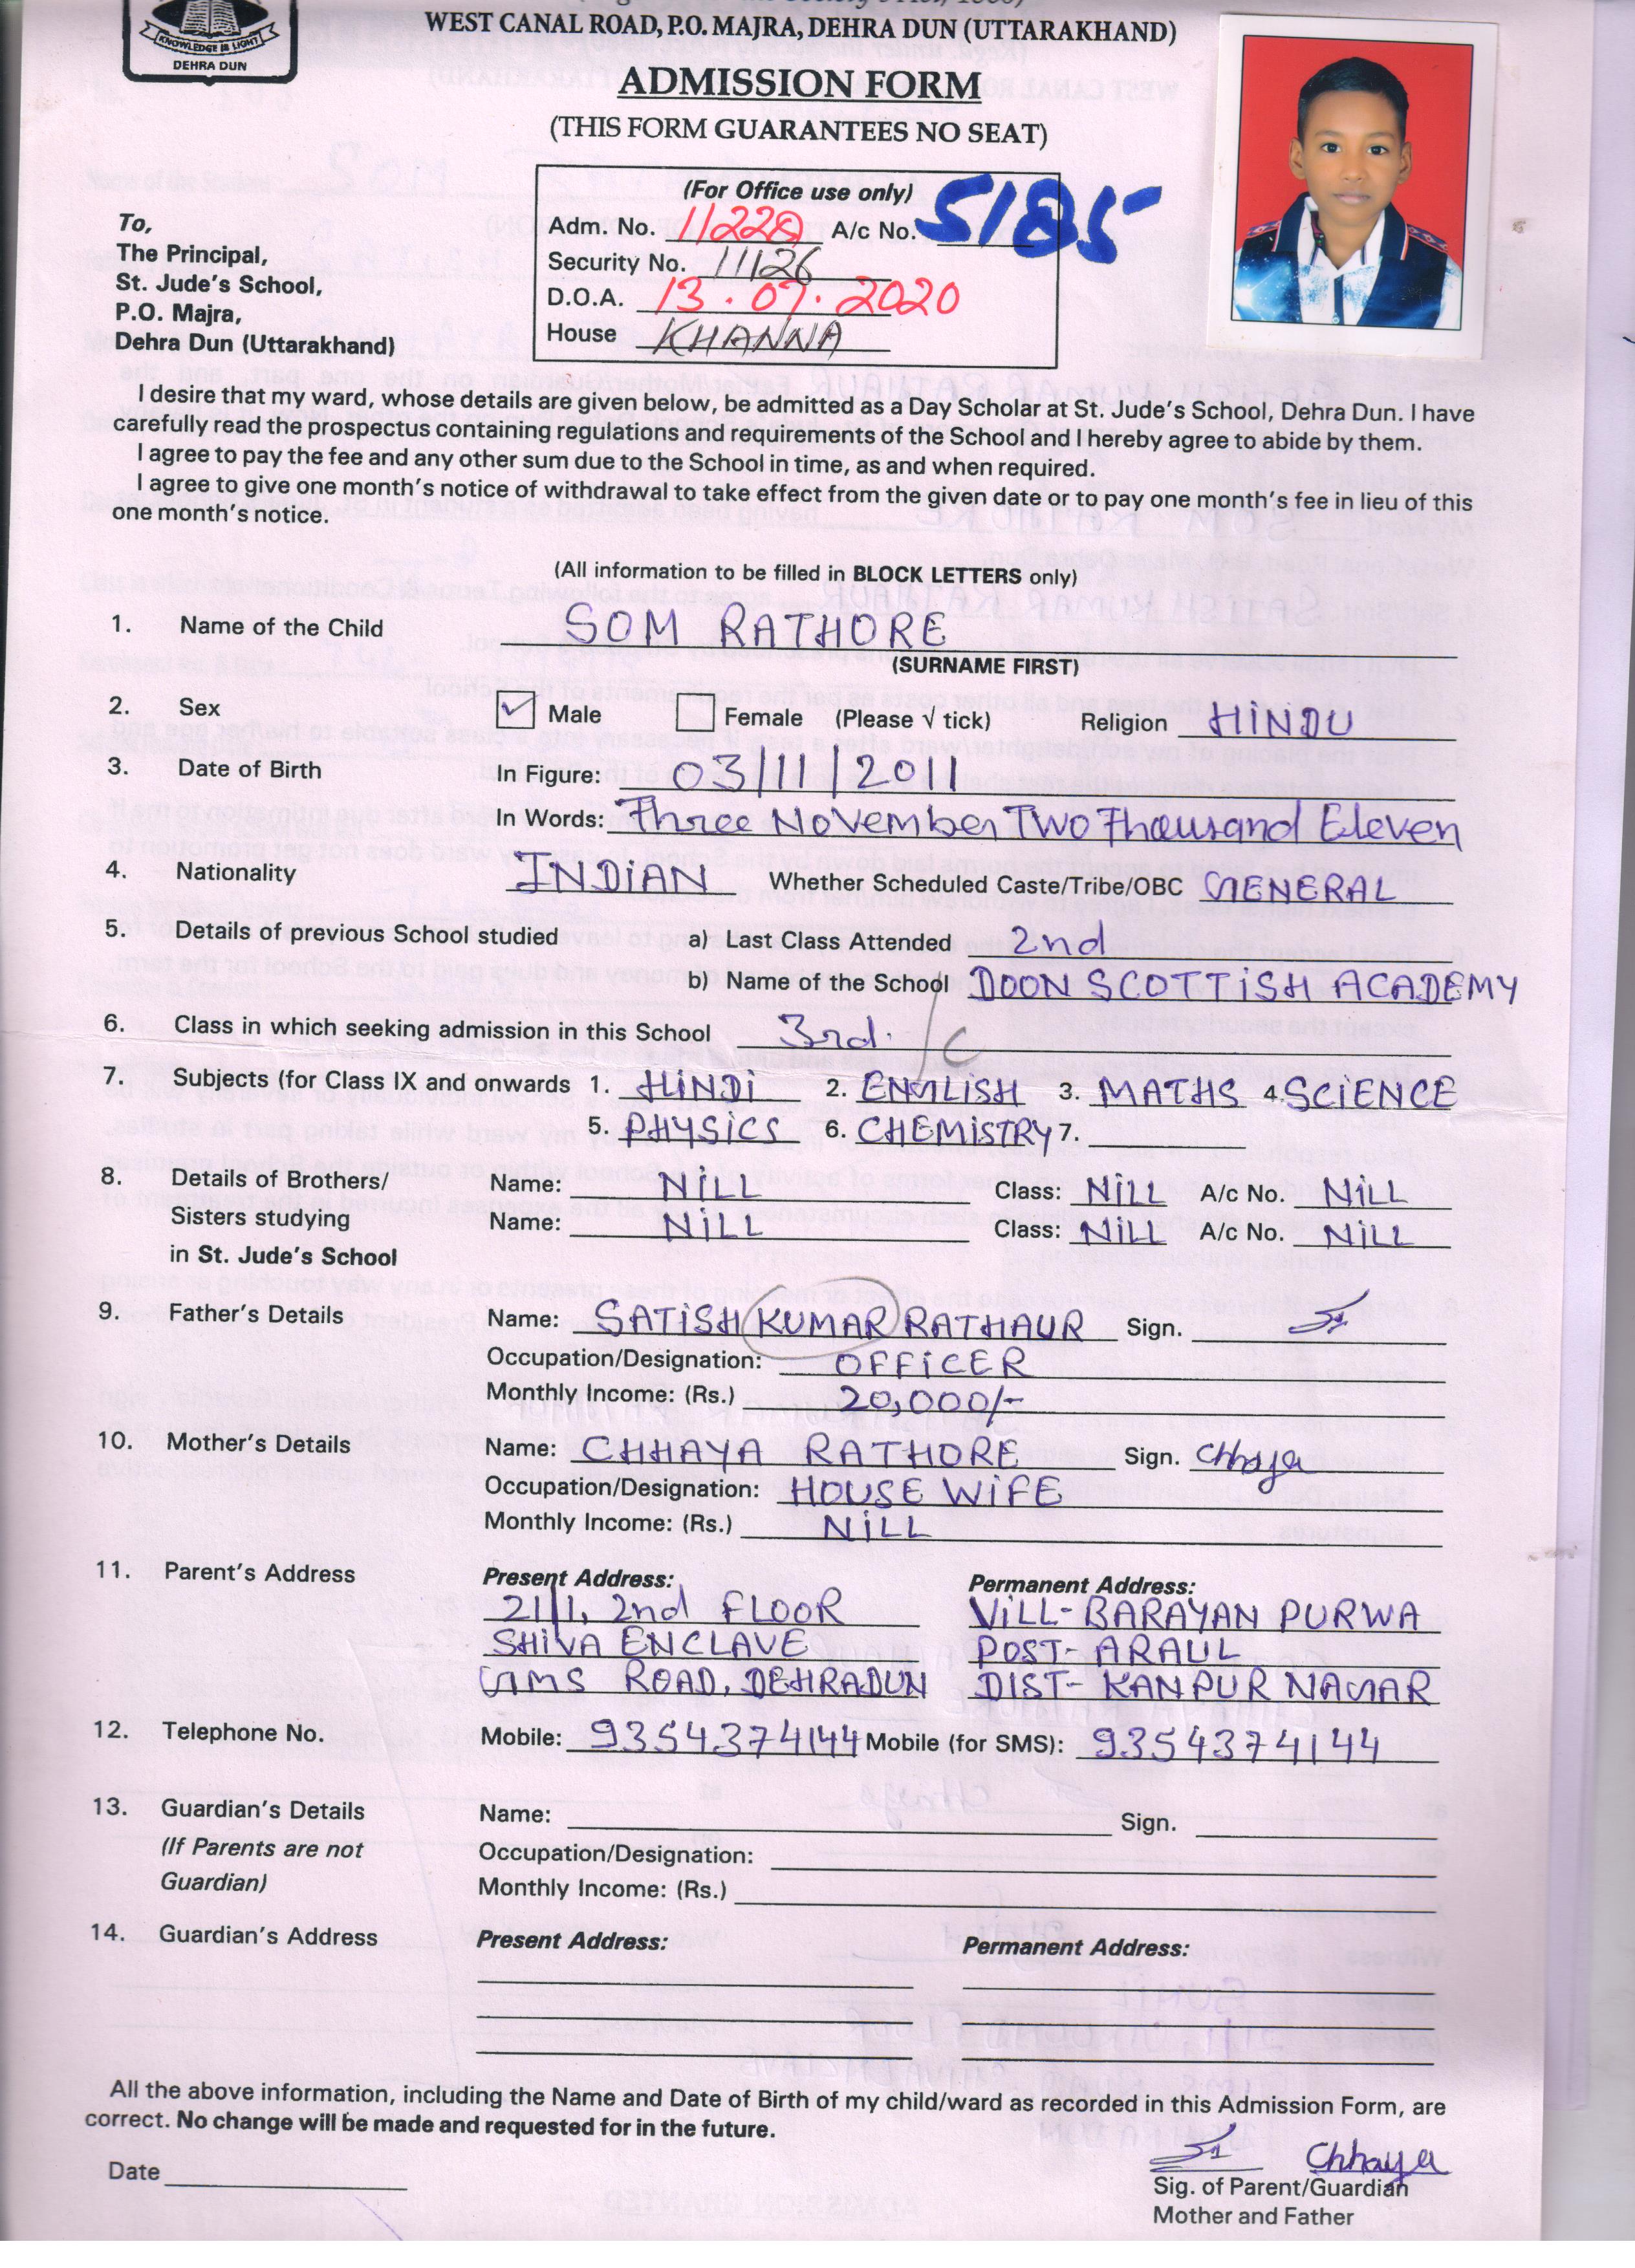 KNOWLEDGE IS LIGHT
DEHRA DUN
WEST CANAL ROAD, P.O. MAJRA, DEHRA DUN (UTTARAKHAND)
ADMISSION FORM
(THIS FORM GUARANTEES NO SEAT)
(For Office use only)
Adm. No. 11228 A/c No. 5185
Security No. 11126
D.O.A. 13.07.2020
House KHANNA
To,
The Principal,
St. Jude's School,
P.O. Majra,
Dehra Dun (Uttarakhand)
I desire that my ward, whose details are given below, be admitted as a Day Scholar at St. Jude's School, Dehra Dun. I have
carefully read the prospectus containing regulations and requirements of the School and I hereby agree to abide by them.
I agree to pay the fee and any other sum due to the School in time, as and when required.
I agree to give one month's notice of withdrawal to take effect from the given date or to pay one month's fee in lieu of this
one month's notice.
(All information to be filled in BLOCK LETTERS only)
1. Name of the Child SOM RATHORE
(SURNAME FIRST)
2. Sex ✓ Male Female (Please √ tick) Religion HINDU
3. Date of Birth In Figure: 03/11/2011
In Words: Three November Two Thousand Eleven
4. Nationality INDIAN Whether Scheduled Caste/Tribe/OBC GENERAL
5. Details of previous School studied a) Last Class Attended 2nd
b) Name of the School DOON SCOTTISH ACADEMY
6. Class in which seeking admission in this School 3rd. /C
7. Subjects (for Class IX and onwards 1. HINDI 2. ENGLISH 3. MATHS 4. SCIENCE
5. PHYSICS 6. CHEMISTRY 7.
8. Details of Brothers/ Name: NILL Class: NILL A/c No. NILL
Sisters studying Name: NILL Class: NILL A/c No. NILL
in St. Jude's School
9. Father's Details Name: SATISH KUMAR RATHAUR Sign.
Occupation/Designation: OFFICER
Monthly Income: (Rs.) 20,000/-
10. Mother's Details Name: CHHAYA RATHORE Sign. Chhaya
Occupation/Designation: HOUSE WIFE
Monthly Income: (Rs.) NILL
11. Parent's Address Present Address: Permanent Address:
21/1, 2nd FLOOR VILL-BARAYAN PURWA
SHIVA ENCLAVE POST-ARAUL
GMS ROAD, DEHRADUN DIST-KANPUR NAGAR
12. Telephone No. Mobile: 9354374144 Mobile (for SMS): 9354374144
13. Guardian's Details Name: Sign.
(If Parents are not Occupation/Designation:
Guardian) Monthly Income: (Rs.)
14. Guardian's Address Present Address: Permanent Address:
All the above information, including the Name and Date of Birth of my child/ward as recorded in this Admission Form, are
correct. No change will be made and requested for in the future.
Chhaya
Date
Sig. of Parent/Guardian
Mother and Father